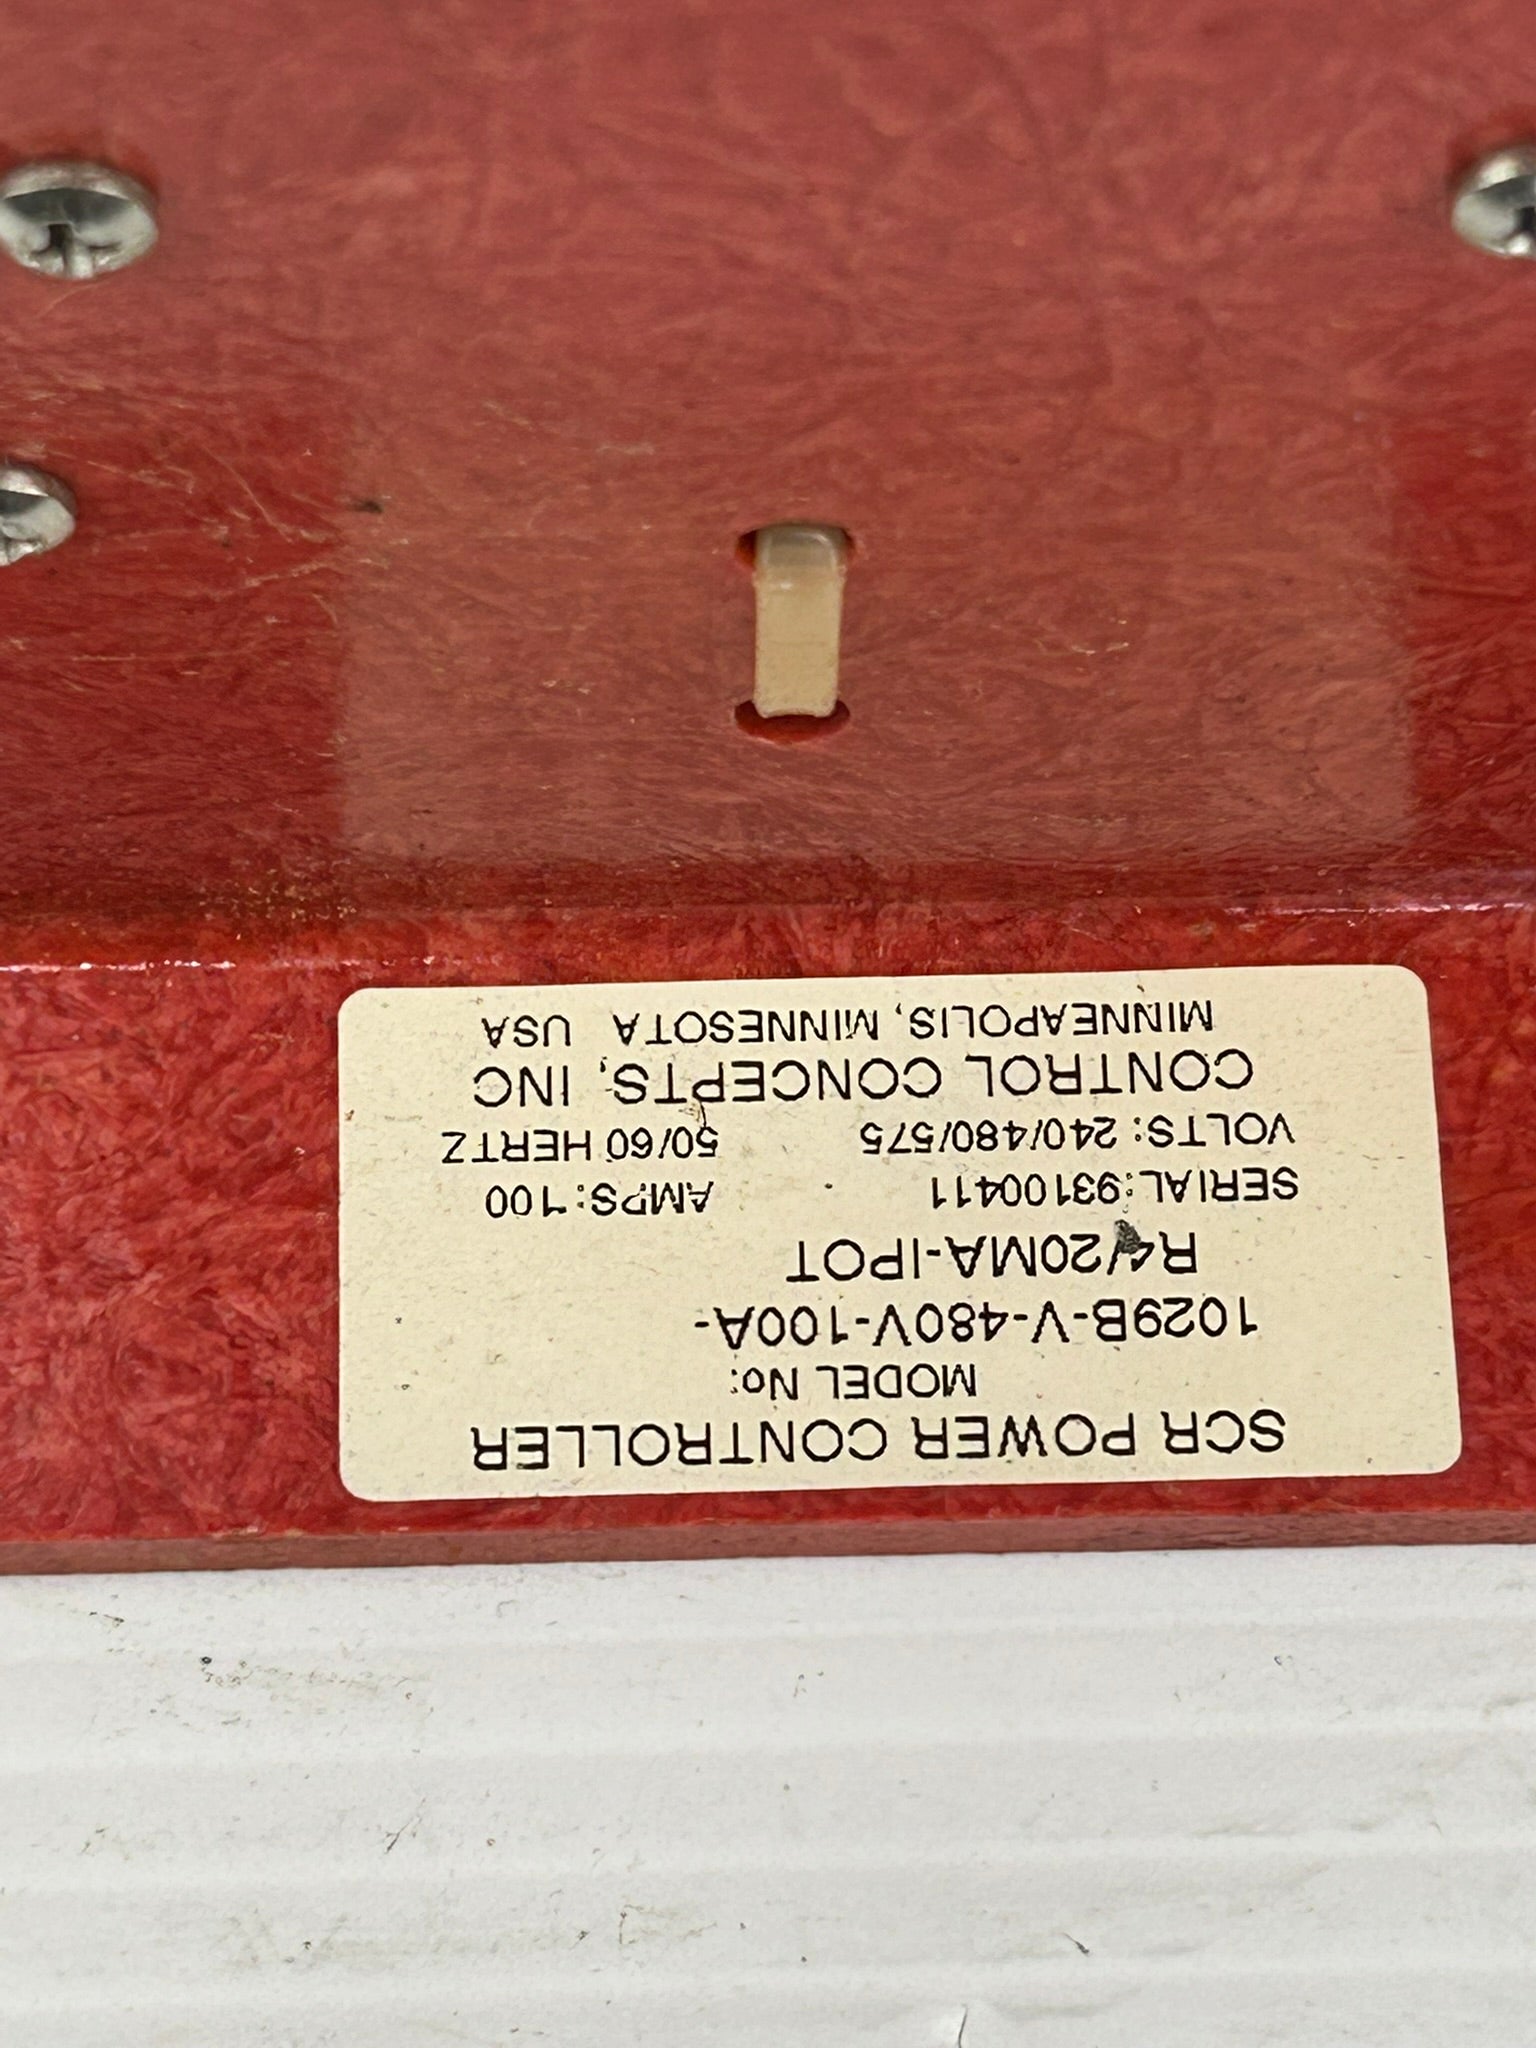 SCR POWER CONTROLLER
MODEL No:
1029B-V-480V-100A-
R4/20MA-IPOT
SERIAL:93100411 AMPS:100
VOLTS: 240/480/575 50/60 HERTZ
CONTROL CONCEPTS, INC
MINNEAPOLIS, MINNESOTA USA